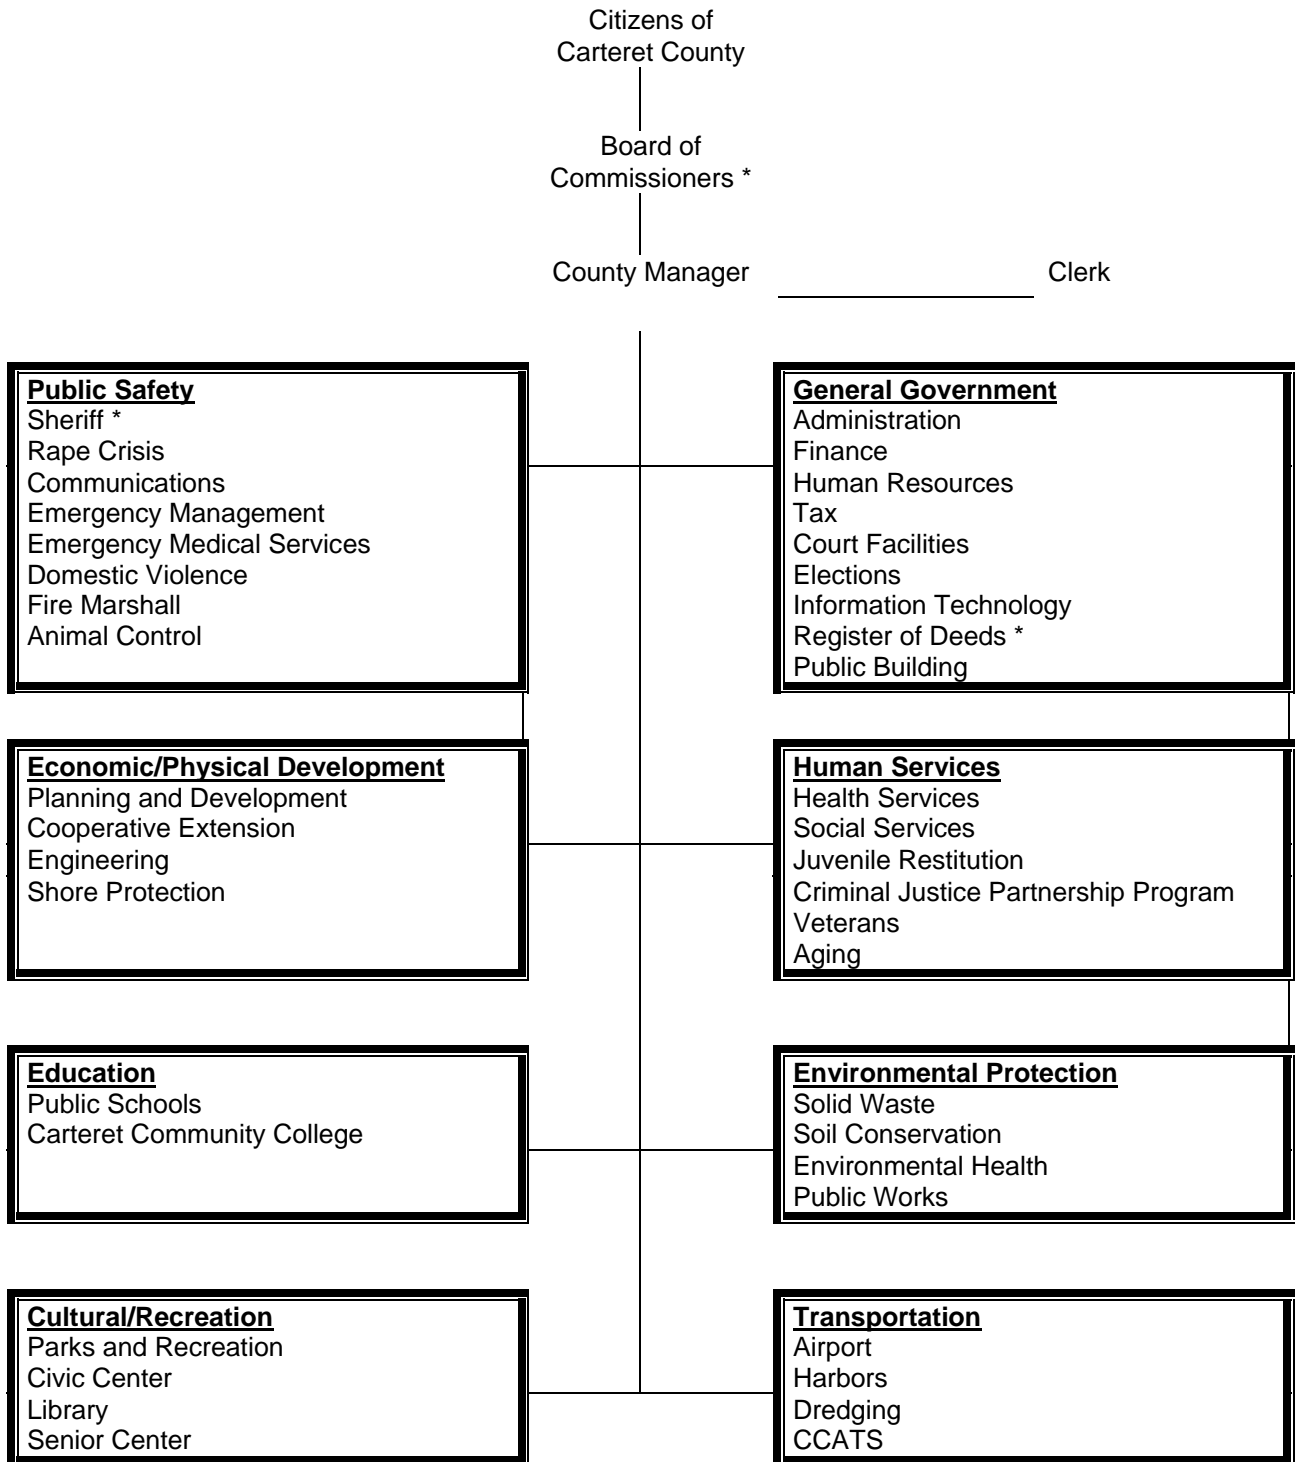 Citizens of
Carteret County
Board of
Commissioners *
County Manager
Clerk
Public Safety
Sheriff *
Rape Crisis
Communications
Emergency Management
Emergency Medical Services
Domestic Violence
Fire Marshall
Animal Control
General Government
Administration
Finance
Human Resources
Tax
Court Facilities
Elections
Information Technology
Register of Deeds *
Public Building
Economic/Physical Development
Planning and Development
Cooperative Extension
Engineering
Shore Protection
Human Services
Health Services
Social Services
Juvenile Restitution
Criminal Justice Partnership Program
Veterans
Aging
Education
Public Schools
Carteret Community College
Environmental Protection
Solid Waste
Soil Conservation
Environmental Health
Public Works
Cultural/Recreation
Parks and Recreation
Civic Center
Library
Senior Center
Transportation
Airport
Harbors
Dredging
CCATS